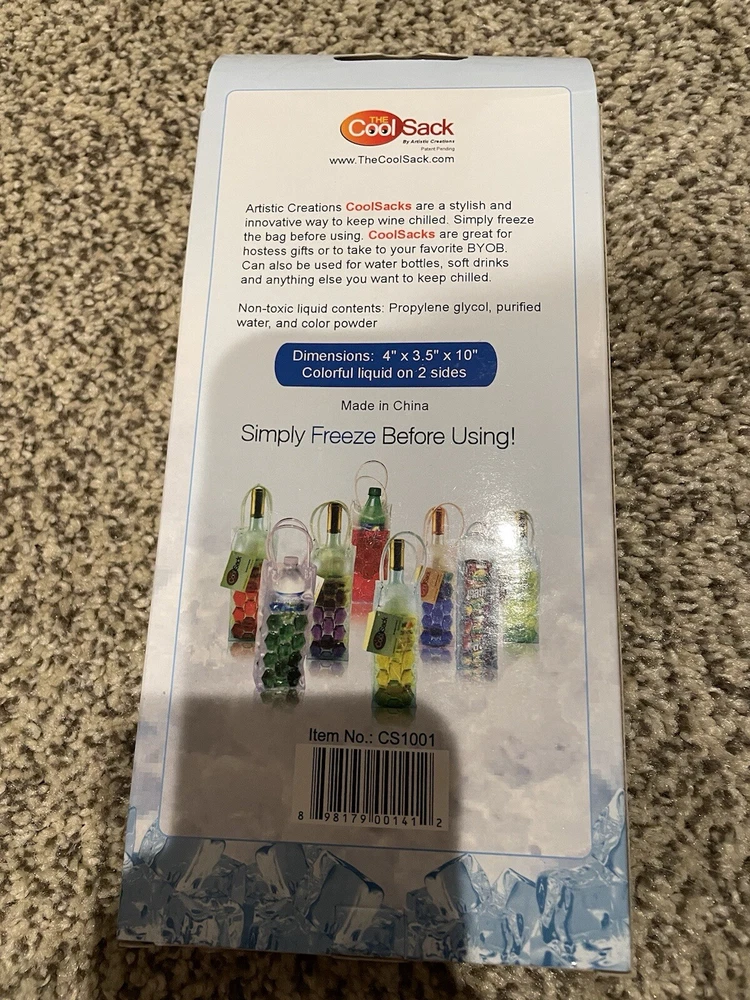 THE
CoolSack
By Artistic Creations
Patent Pending
www.TheCoolSack.com
Artistic Creations CoolSacks are a stylish and
innovative way to keep wine chilled. Simply freeze
the bag before using. CoolSacks are great for
hostess gifts or to take to your favorite BYOB.
Can also be used for water bottles, soft drinks
and anything else you want to keep chilled.
Non-toxic liquid contents: Propylene glycol, purified
water, and color powder
Dimensions: 4" x 3.5" x 10"
Colorful liquid on 2 sides
Made in China
Simply Freeze Before Using!
CoolSack
CoolSack
CoolSack
Item No.: CS1001
8 98179 00141 2